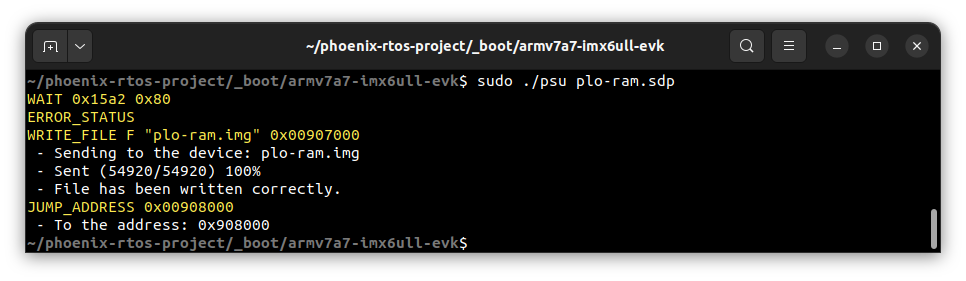 ~/phoenix-rtos-project/_boot/armv7a7-imx6ull-evk
~/phoenix-rtos-project/_boot/armv7a7-imx6ull-evk$ sudo ./psu plo-ram.sdp
WAIT 0x15a2 0x80
ERROR_STATUS
WRITE_FILE F "plo-ram.img" 0x00907000
 - Sending to the device: plo-ram.img
 - Sent (54920/54920) 100%
 - File has been written correctly.
JUMP_ADDRESS 0x00908000
 - To the address: 0x908000
~/phoenix-rtos-project/_boot/armv7a7-imx6ull-evk$